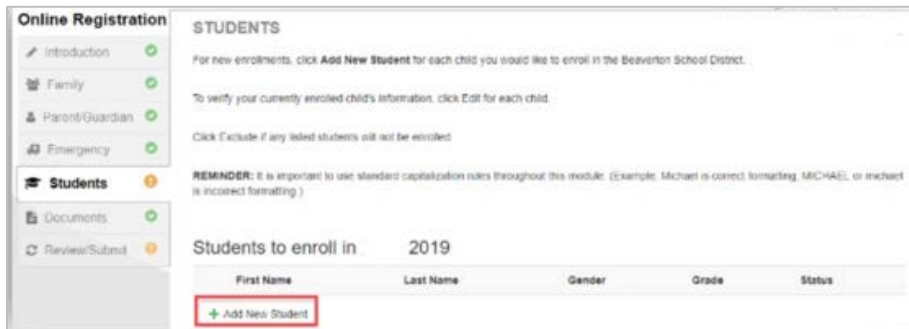 Online Registration
Introduction
Family
Parent/Guardian
Emergency
Students
Documents
Review/Submit
STUDENTS
For new enrollments, click Add New Student for each child you would like to enroll in the Beaverton School District.
To verify your currently enrolled child's information, click Edit for each child.
Click Exclude if any listed students will not be enrolled.
REMINDER: It is important to use standard capitalization rules throughout this module. (Example, Michael is correct formatting, MICHAEL or michael
is incorrect formatting.)
Students to enroll in 2019
First Name Last Name Gender Grade Status
+ Add New Student